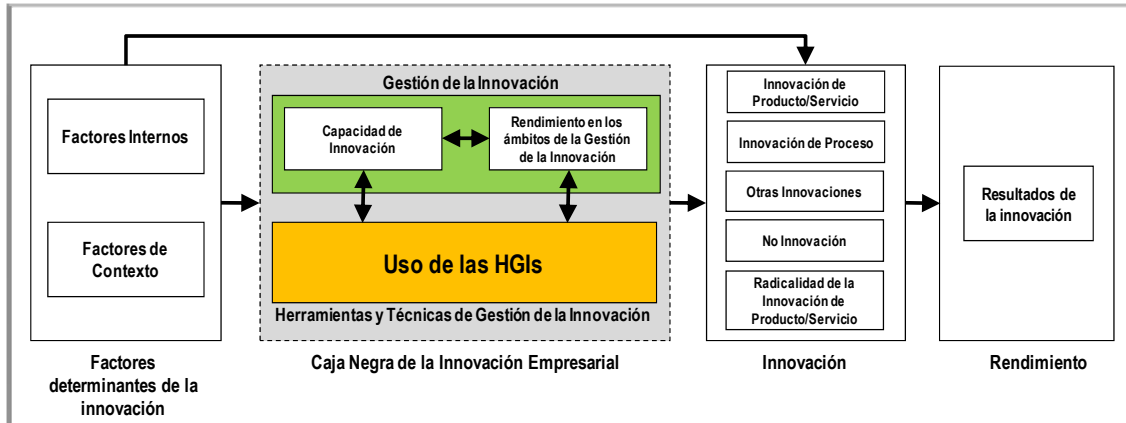 Factores Internos
Factores de
Contexto
Factores
determinantes de la
innovación
Gestión de la Innovación
Capacidad de
Innovación
Rendimiento en los
ámbitos de la Gestión
de la Innovación
Uso de las HGIs
Herramientas y Técnicas de Gestión de la Innovación
Caja Negra de la Innovación Empresarial
Innovación de
Producto/Servicio
Innovación de Proceso
Otras Innovaciones
No Innovación
Radicalidad de la
Innovación de
Producto/Servicio
Innovación
Resultados de
la innovación
Rendimiento